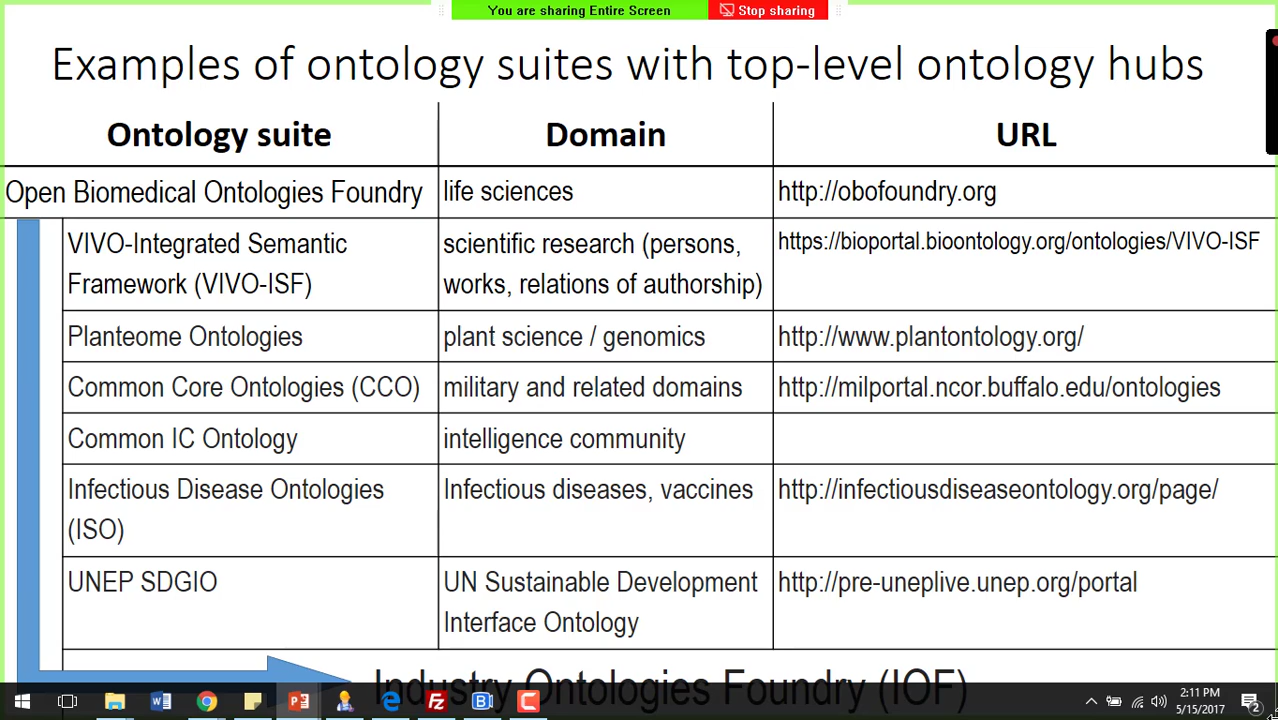 You are sharing Entire Screen Stop sharing
Examples of ontology suites with top-level ontology hubs
Ontology suite Domain URL
Open Biomedical Ontologies Foundry life sciences http://obofoundry.org
VIVO-Integrated Semantic scientific research (persons, https://bioportal.bioontology.org/ontologies/VIVO-ISF
Framework (VIVO-ISF) works, relations of authorship)
Planteome Ontologies plant science / genomics http://www.plantontology.org/
Common Core Ontologies (CCO) military and related domains http://milportal.ncor.buffalo.edu/ontologies
Common IC Ontology intelligence community
Infectious Disease Ontologies Infectious diseases, vaccines http://infectiousdiseaseontology.org/page/
(ISO)
UNEP SDGIO UN Sustainable Development http://pre-uneplive.unep.org/portal
Interface Ontology
Industry Ontologies Foundry (IOF)
2:11 PM
5/15/2017
2